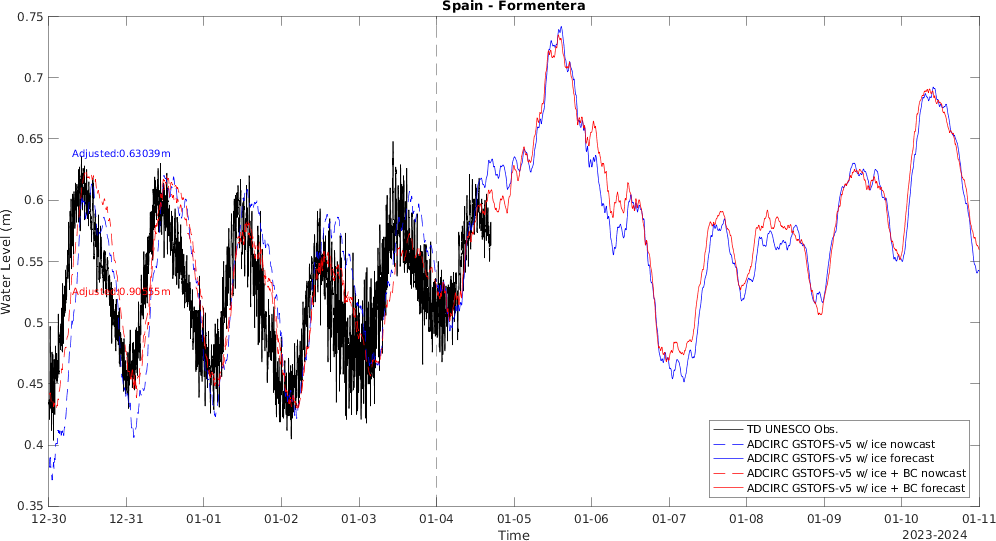 Spain - Formentera
0.75
0.7
0.65
0.6
0.55
0.5
0.45
0.4
0.35
Water Level (m)
Adjusted:0.63039m
TD UNESCO Obs.
ADCIRC GSTOFS-v5 w/ ice nowcast
ADCIRC GSTOFS-v5 w/ ice forecast
ADCIRC GSTOFS-v5 w/ ice + BC nowcast
ADCIRC GSTOFS-v5 w/ ice + BC forecast
12-30
12-31
01-01
01-02
01-03
01-04
01-05
01-06
01-07
01-08
01-09
01-10
01-11
Time
2023-2024